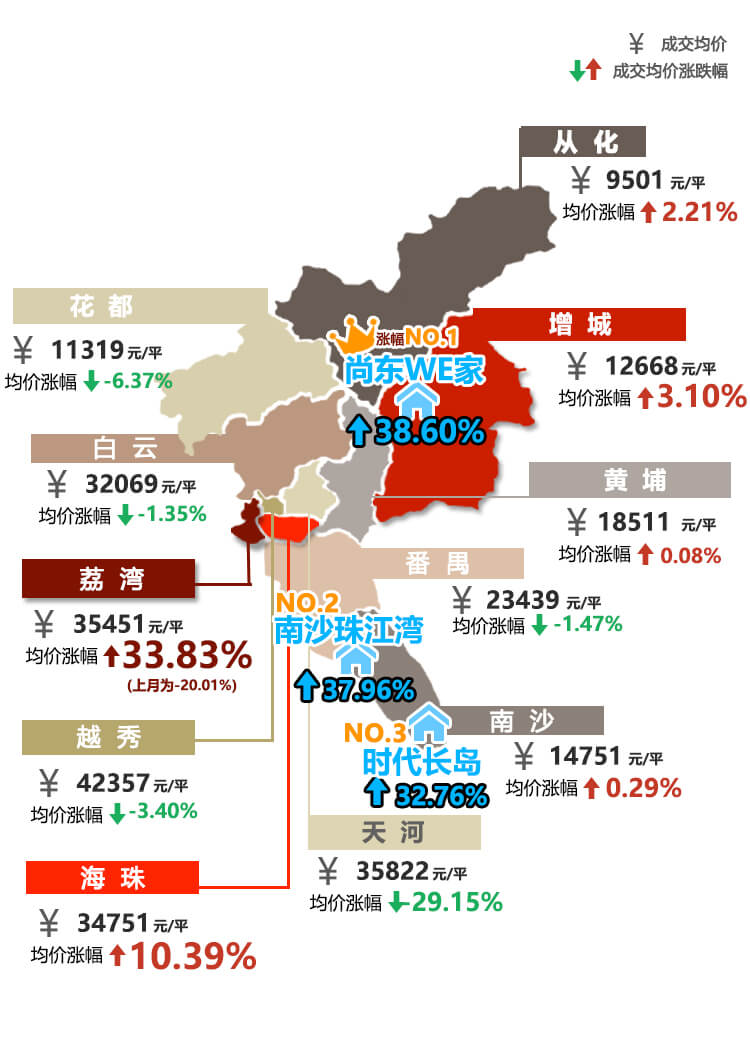 ¥ 成交均价
成交均价涨跌幅
从化
¥ 9501 元/平
均价涨幅 2.21%
花都
¥ 11319 元/平
均价涨幅 -6.37%
增城
¥ 12668 元/平
均价涨幅 3.10%
涨幅NO.1
尚东WE家
38.60%
白云
¥ 32069 元/平
均价涨幅 -1.35%
黄埔
¥ 18511 元/平
均价涨幅 0.08%
荔湾
¥ 35451 元/平
均价涨幅 33.83%
(上月为-20.01%)
番禺
¥ 23439 元/平
均价涨幅 -1.47%
NO.2
南沙珠江湾
37.96%
越秀
¥ 42357 元/平
均价涨幅 -3.40%
南沙
¥ 14751 元/平
均价涨幅 0.29%
NO.3
时代长岛
32.76%
天河
¥ 35822 元/平
均价涨幅 -29.15%
海珠
¥ 34751 元/平
均价涨幅 10.39%